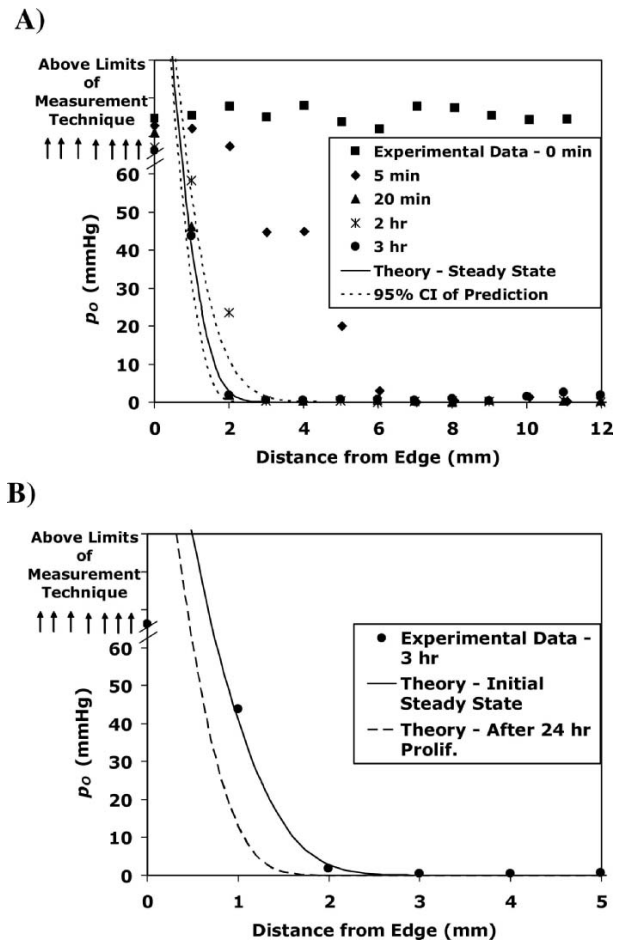 A)
Above Limits
of
Measurement
Technique
60
50
40
30
20
10
0
po (mmHg)
Experimental Data - 0 min
5 min
20 min
2 hr
3 hr
Theory - Steady State
95% CI of Prediction
0 2 4 6 8 10 12
Distance from Edge (mm)
B)
Above Limits
of
Measurement
Technique
60
50
40
30
20
10
0
po (mmHg)
Experimental Data -
3 hr
Theory - Initial
Steady State
Theory - After 24 hr
Prolif.
0 1 2 3 4 5
Distance from Edge (mm)